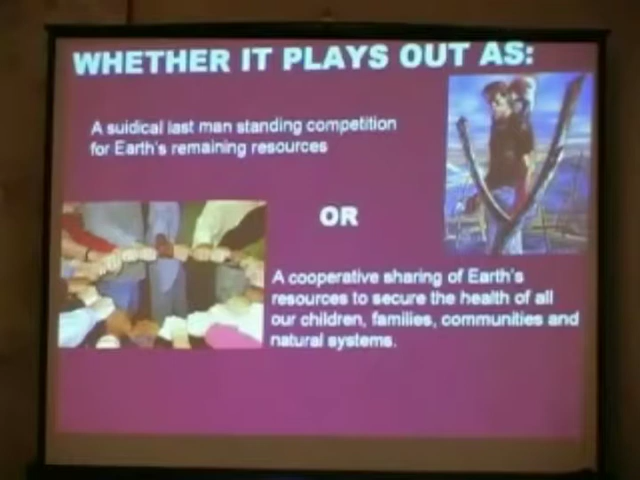 WHETHER IT PLAYS OUT AS:
A suidical last man standing competition
for Earth's remaining resources
OR
A cooperative sharing of Earth's
resources to secure the health of all
our children, families, communities and
natural systems.